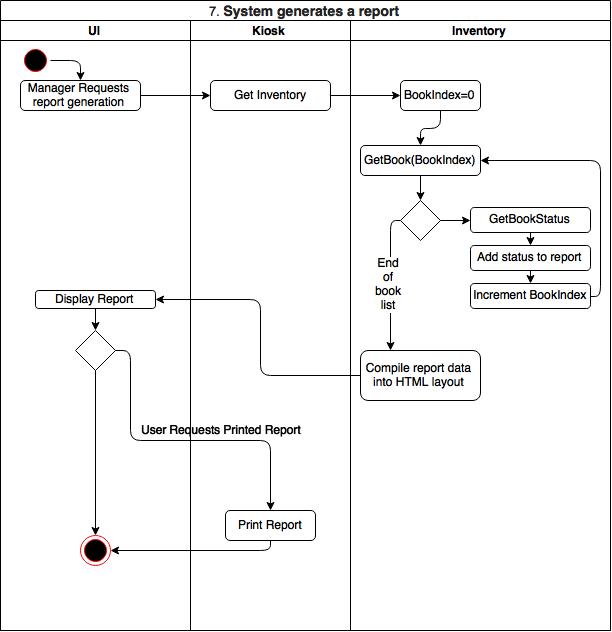 7. System generates a report
UI
Kiosk
Inventory
Manager Requests
report generation
Get Inventory
BookIndex=0
GetBook(BookIndex)
GetBookStatus
Add status to report
Increment BookIndex
End
of
book
list
Display Report
Compile report data
into HTML layout
User Requests Printed Report
Print Report